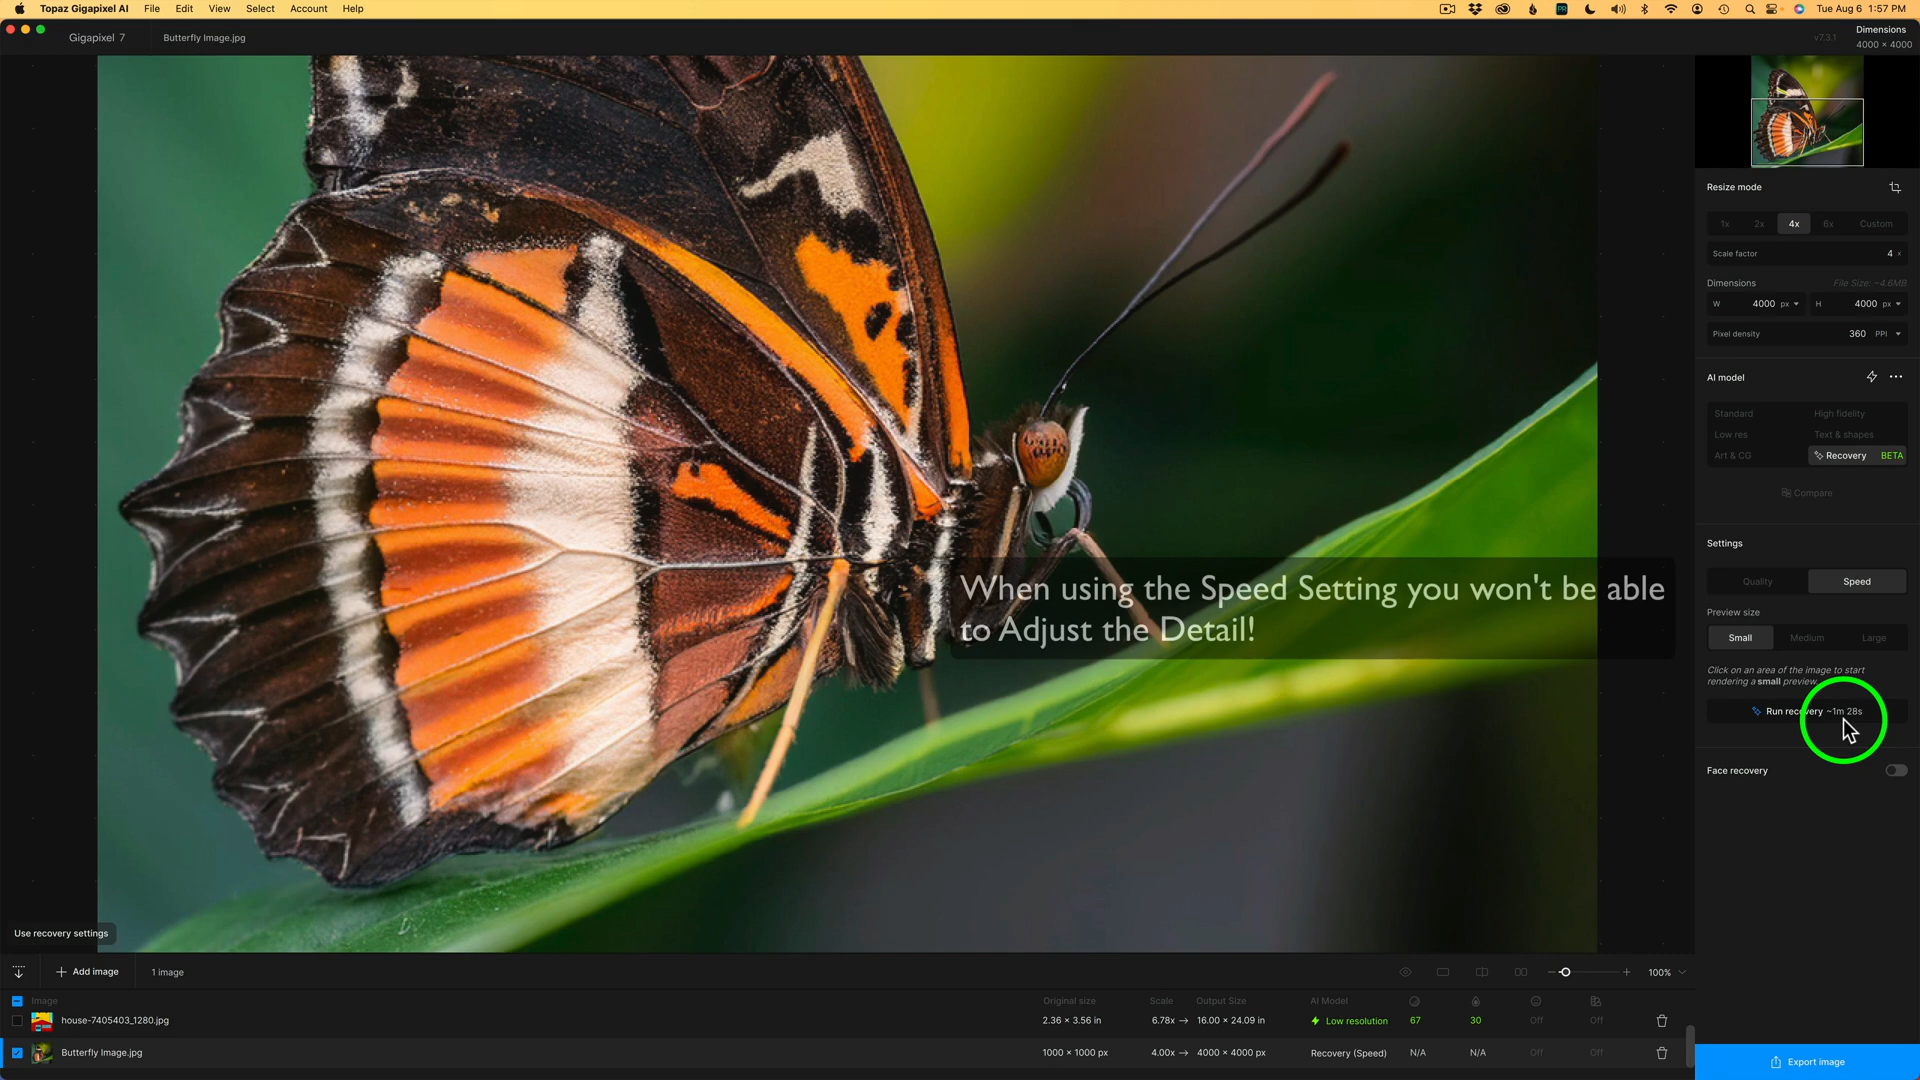 Topaz Gigapixel AI File Edit View Select Account Help
Tue Aug 6 1:57 PM
Gigapixel 7 Butterfly Image.jpg
v7.3.1
Dimensions
4000 × 4000
Resize mode
1x 2x 4x 6x Custom
Scale factor 4 x
Dimensions File Size: ~4.6MB
W 4000 px H 4000 px
Pixel density 360 PPI
AI model
Standard High fidelity
Low res Text & shapes
Art & CG Recovery BETA
Compare
Settings
Quality Speed
Preview size
Small Medium Large
Click on an area of the image to start
rendering a small preview.
Run recovery ~1m 28s
Face recovery
When using the Speed Setting you won't be able
to Adjust the Detail!
Use recovery settings
Add image 1 image
100%
Image Original size Scale Output Size AI Model
house-7405403_1280.jpg 2.36 × 3.56 in 6.78x → 16.00 × 24.09 in Low resolution 67 30 Off Off
Butterfly Image.jpg 1000 × 1000 px 4.00x → 4000 × 4000 px Recovery (Speed) N/A N/A Off Off
Export image